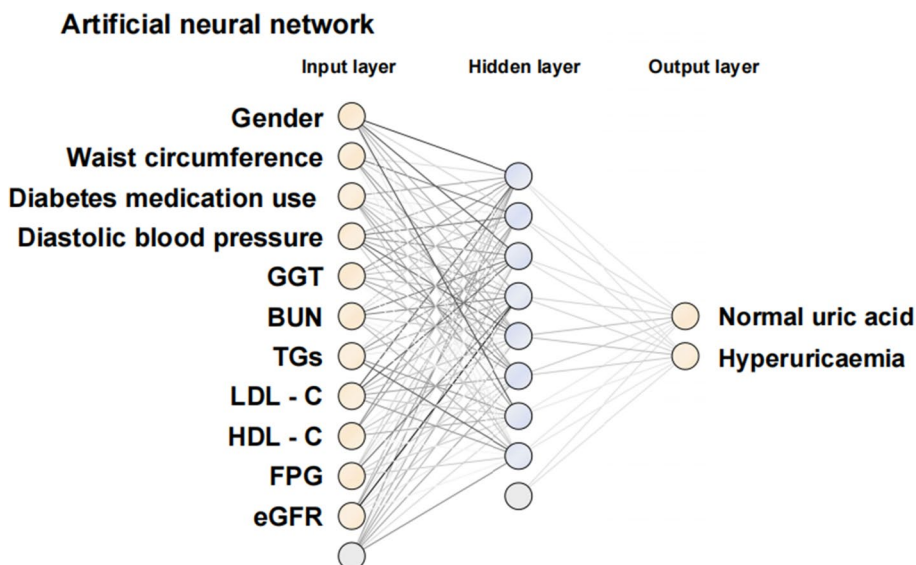 Artificial neural network
Input layer
Hidden layer
Output layer
Gender
Waist circumference
Diabetes medication use
Diastolic blood pressure
GGT
BUN
TGs
LDL - C
HDL - C
FPG
eGFR
Normal uric acid
Hyperuricaemia